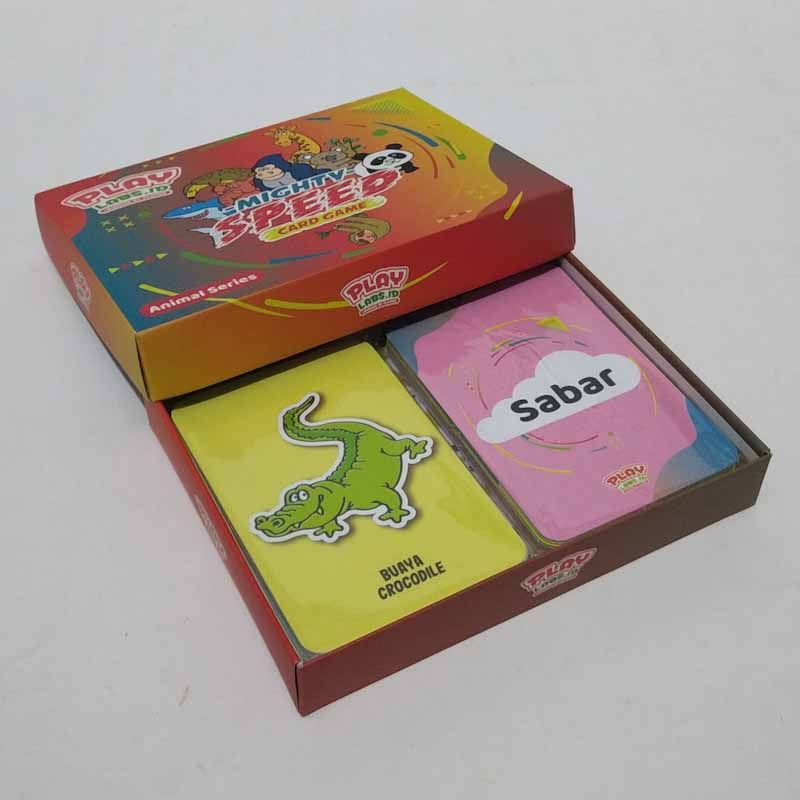 PLAY
LABS.ID
MIGHTY
SPEED
CARD GAME
Animal Series
PLAY
LABS.ID
BUAYA
CROCODILE
Sabar
PLAY
LABS.ID
PLAY
LABS.ID